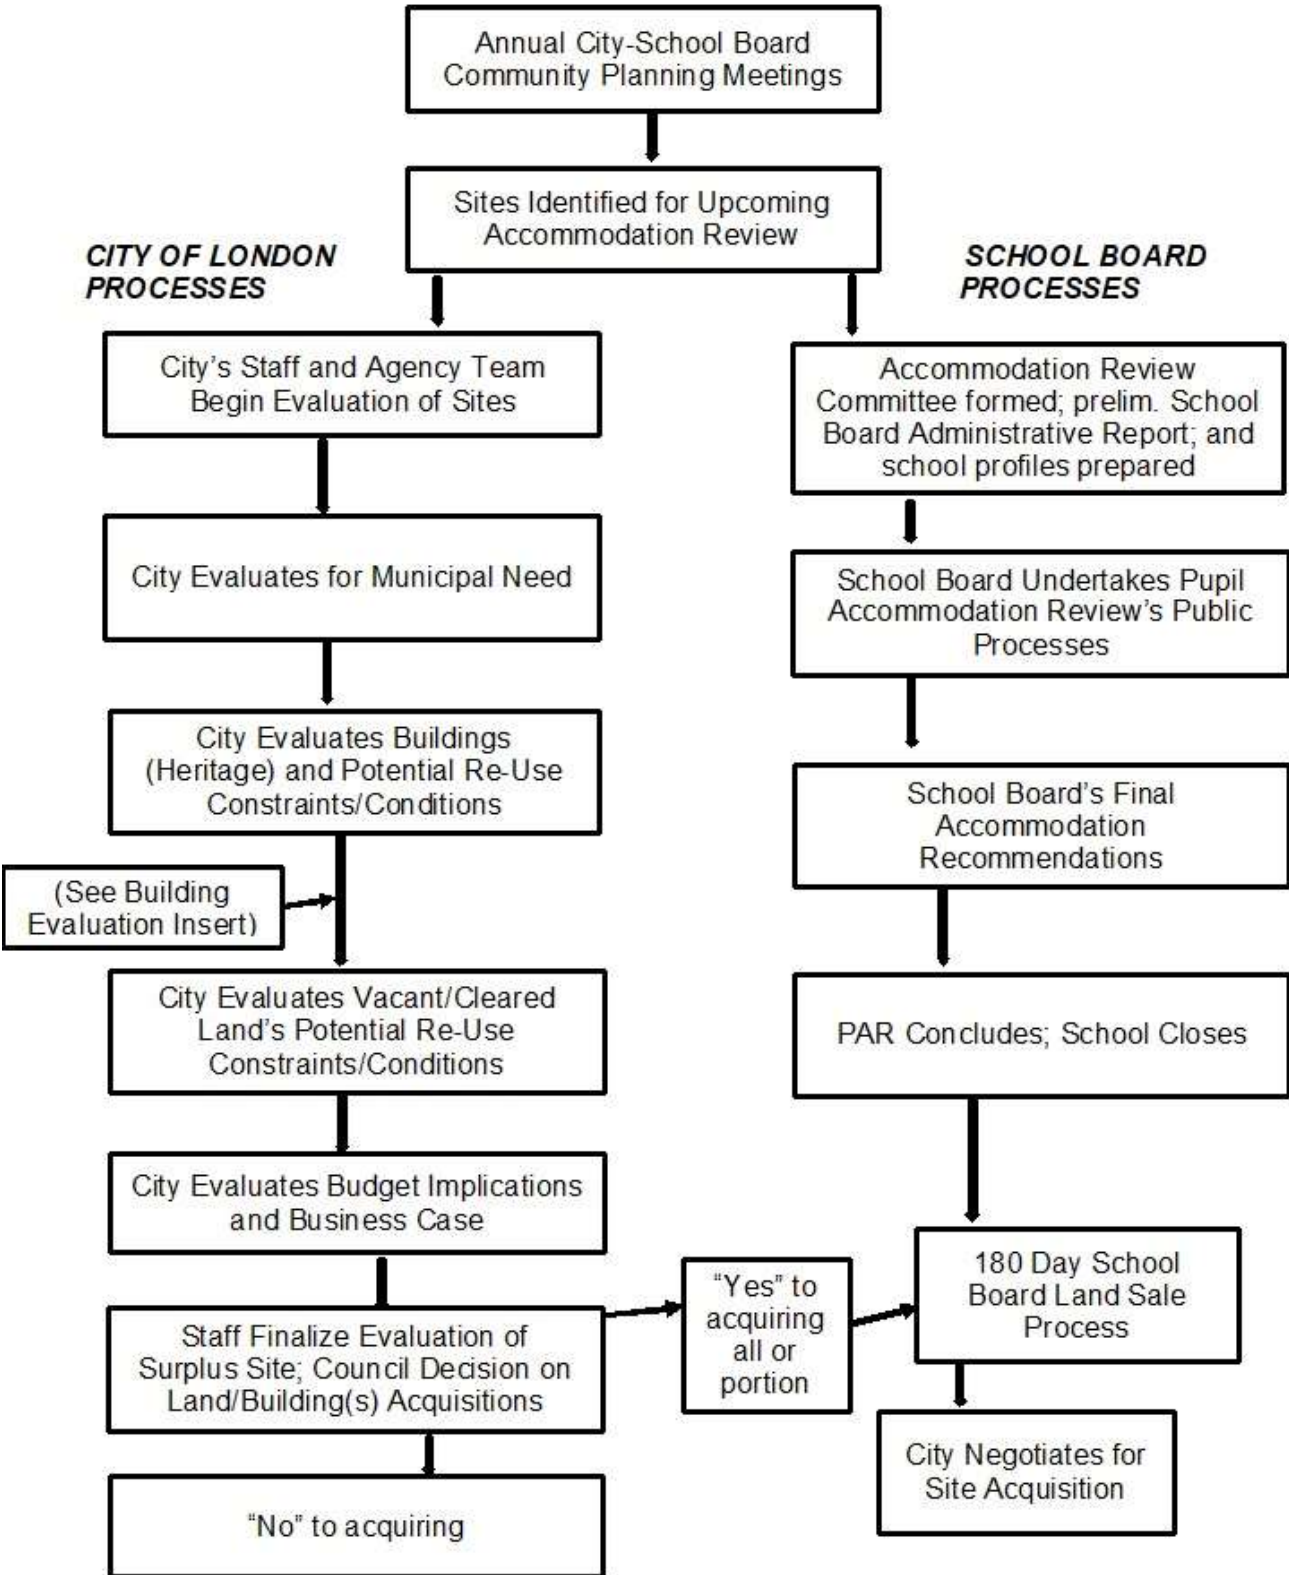 Annual City-School Board
Community Planning Meetings
Sites Identified for Upcoming
Accommodation Review
CITY OF LONDON
PROCESSES
City’s Staff and Agency Team
Begin Evaluation of Sites
City Evaluates for Municipal Need
City Evaluates Buildings
(Heritage) and Potential Re-Use
Constraints/Conditions
(See Building
Evaluation Insert)
City Evaluates Vacant/Cleared
Land’s Potential Re-Use
Constraints/Conditions
City Evaluates Budget Implications
and Business Case
Staff Finalize Evaluation of
Surplus Site; Council Decision on
Land/Building(s) Acquisitions
“No” to acquiring
“Yes” to
acquiring
all or
portion
SCHOOL BOARD
PROCESSES
Accommodation Review
Committee formed; prelim. School
Board Administrative Report; and
school profiles prepared
School Board Undertakes Pupil
Accommodation Review’s Public
Processes
School Board’s Final
Accommodation
Recommendations
PAR Concludes; School Closes
180 Day School
Board Land Sale
Process
City Negotiates for
Site Acquisition